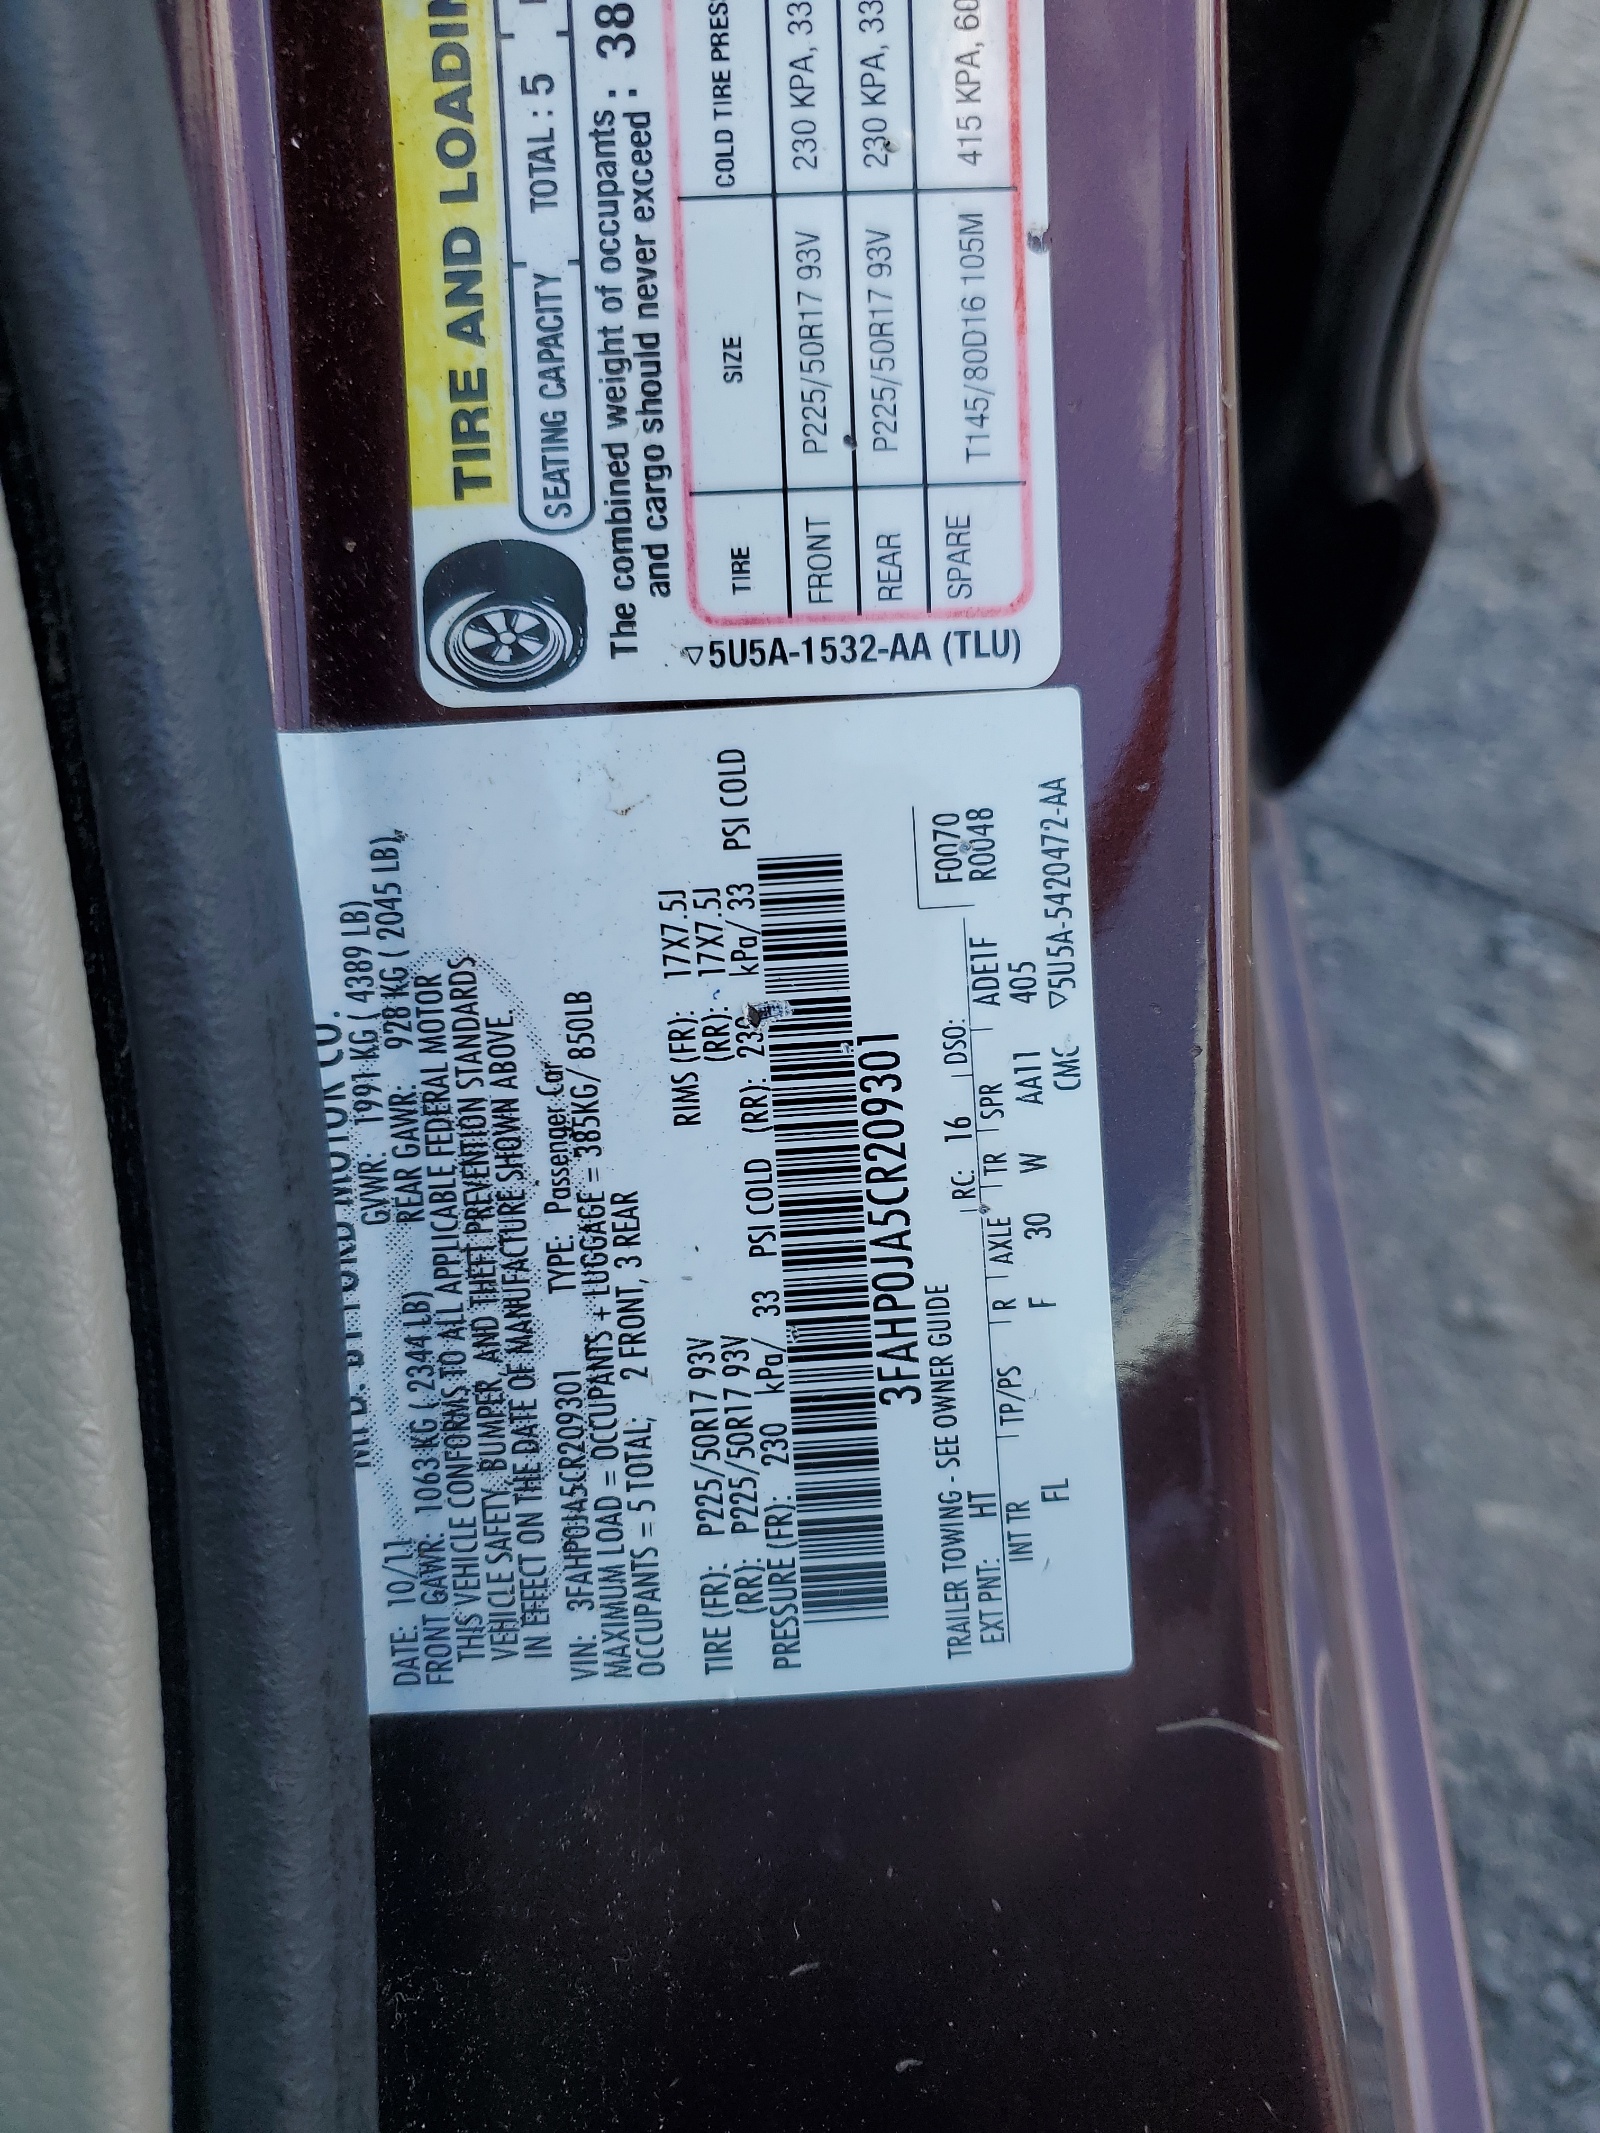 MFD. BY FORD MOTOR CO.
DATE: 10/11 GVWR: 1991 KG ( 4389 LB)
FRONT GAWR: 1063 KG ( 2344 LB) REAR GAWR: 928 KG ( 2045 LB)
THIS VEHICLE CONFORMS TO ALL APPLICABLE FEDERAL MOTOR
VEHICLE SAFETY, BUMPER, AND THEFT PREVENTION STANDARDS
IN EFFECT ON THE DATE OF MANUFACTURE SHOWN ABOVE.
VIN: 3FAHP0JA5CR209301 TYPE: Passenger Car
MAXIMUM LOAD = OCCUPANTS + LUGGAGE = 385KG/ 850LB
OCCUPANTS = 5 TOTAL; 2 FRONT, 3 REAR
TIRE (FR): P225/50R17 93V RIMS (FR): 17X7.5J
(RR): P225/50R17 93V (RR): 17X7.5J
PRESSURE (FR): 230 kPa/ 33 PSI COLD (RR): 230 kPa/ 33 PSI COLD
3FAHP0JA5CR209301
TRAILER TOWING - SEE OWNER GUIDE
EXT PNT: HT RC: 16 DSO: F0070
INT TR TP/PS R AXLE TR SPR ADE1F R0048
FL F 30 W AA11 405
CMC ▽5U5A-5420472-AA
TIRE AND LOADIN
SEATING CAPACITY TOTAL : 5
The combined weight of occupants : 38
and cargo should never exceed :
TIRE SIZE COLD TIRE PRES
FRONT P225/50R17 93V 230 KPA, 33
REAR P225/50R17 93V 230 KPA, 33
SPARE T145/80D16 105M 415 KPA, 60
▽5U5A-1532-AA (TLU)